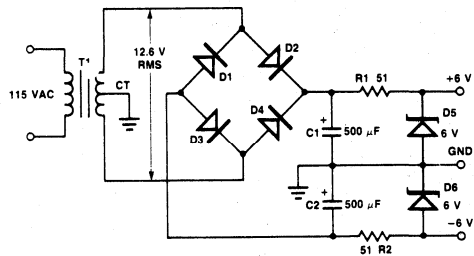 T1
115 VAC
CT
12.6 V
RMS
D1
D2
D3
D4
R1 51
+6 V
D5
6 V
+
C1
500 μF
GND
+
C2
500 μF
D6
6 V
-6 V
51 R2